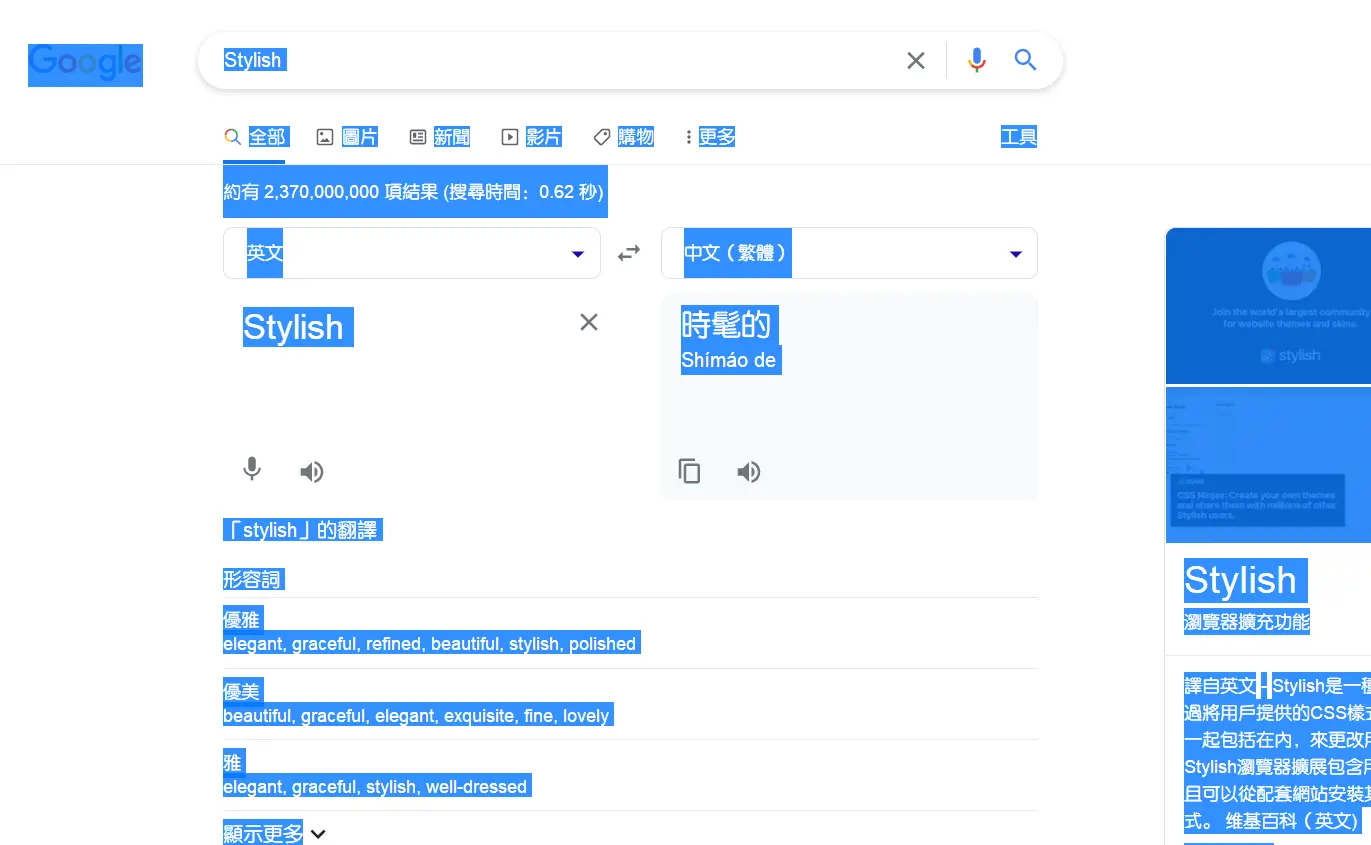 Google
Stylish
全部
圖片
新聞
影片
購物
更多
工具
約有 2,370,000,000 項結果 (搜尋時間：0.62 秒)
英文
中文（繁體）
Stylish
時髦的
Shímáo de
「stylish」的翻譯
形容詞
優雅
elegant, graceful, refined, beautiful, stylish, polished
優美
beautiful, graceful, elegant, exquisite, fine, lovely
雅
elegant, graceful, stylish, well-dressed
顯示更多
Join the world's largest community
for website themes and skins.
stylish
CSS Ninjas: Create your own themes
and share them with millions of other
Stylish users.
Stylish
瀏覽器擴充功能
譯自英文-Stylish是一種
過將用戶提供的CSS樣式
一起包括在內，來更改用
Stylish瀏覽器擴展包含用
且可以從配套網站安裝其
式。 维基百科（英文)